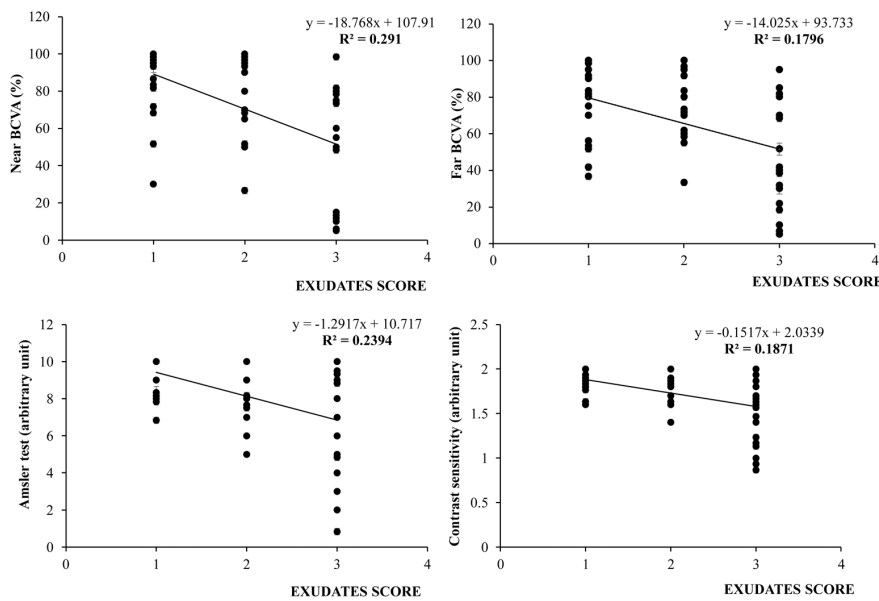 y = -18.768x + 107.91
R² = 0.291
Near BCVA (%)
120
100
80
60
40
20
0
0 1 2 3 4
EXUDATES SCORE
y = -14.025x + 93.733
R² = 0.1796
Far BCVA (%)
120
100
80
60
40
20
0
0 1 2 3 4
EXUDATES SCORE
y = -1.2917x + 10.717
R² = 0.2394
Amsler test (arbitrary unit)
12
10
8
6
4
2
0
0 1 2 3 4
EXUDATES SCORE
y = -0.1517x + 2.0339
R² = 0.1871
Contrast sensitivity (arbitrary unit)
2.5
2
1.5
1
0.5
0
0 1 2 3 4
EXUDATES SCORE